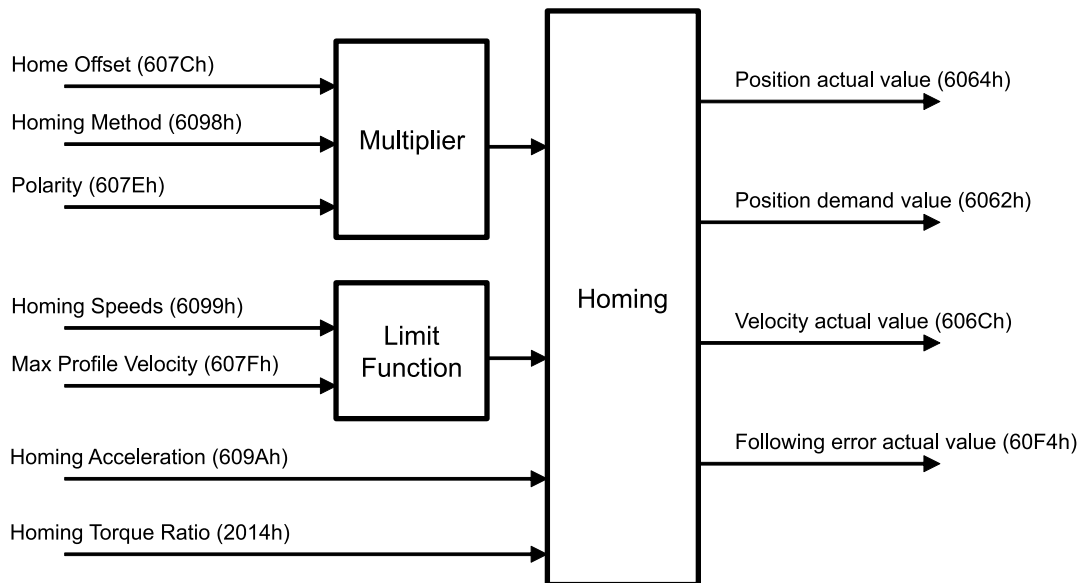 Home Offset (607Ch)
Homing Method (6098h)
Polarity (607Eh)
Multiplier
Homing Speeds (6099h)
Max Profile Velocity (607Fh)
Limit
Function
Homing Acceleration (609Ah)
Homing Torque Ratio (2014h)
Homing
Position actual value (6064h)
Position demand value (6062h)
Velocity actual value (606Ch)
Following error actual value (60F4h)